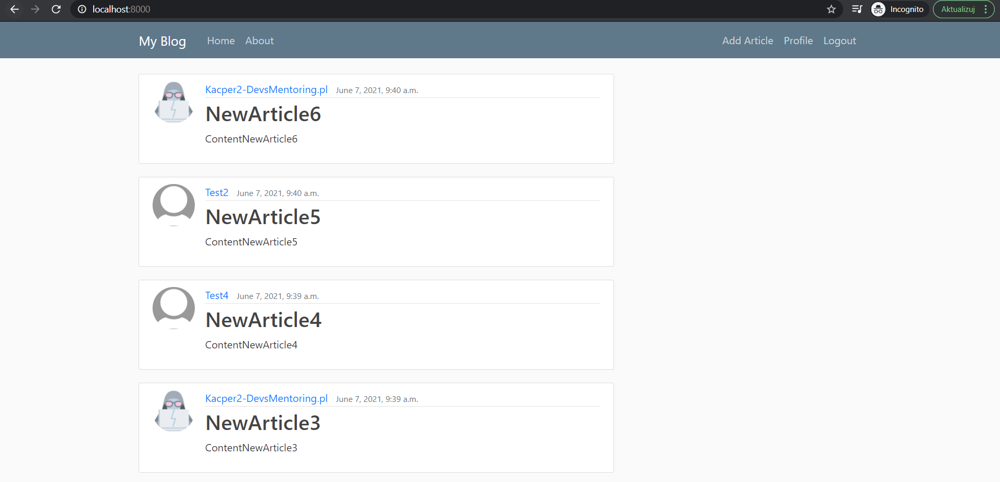 localhost:8000
Incognito
Aktualizuj
My Blog Home About Add Article Profile Logout
Kacper2-DevsMentoring.pl June 7, 2021, 9:40 a.m.
NewArticle6
ContentNewArticle6
Test2 June 7, 2021, 9:40 a.m.
NewArticle5
ContentNewArticle5
Test4 June 7, 2021, 9:39 a.m.
NewArticle4
ContentNewArticle4
Kacper2-DevsMentoring.pl June 7, 2021, 9:39 a.m.
NewArticle3
ContentNewArticle3